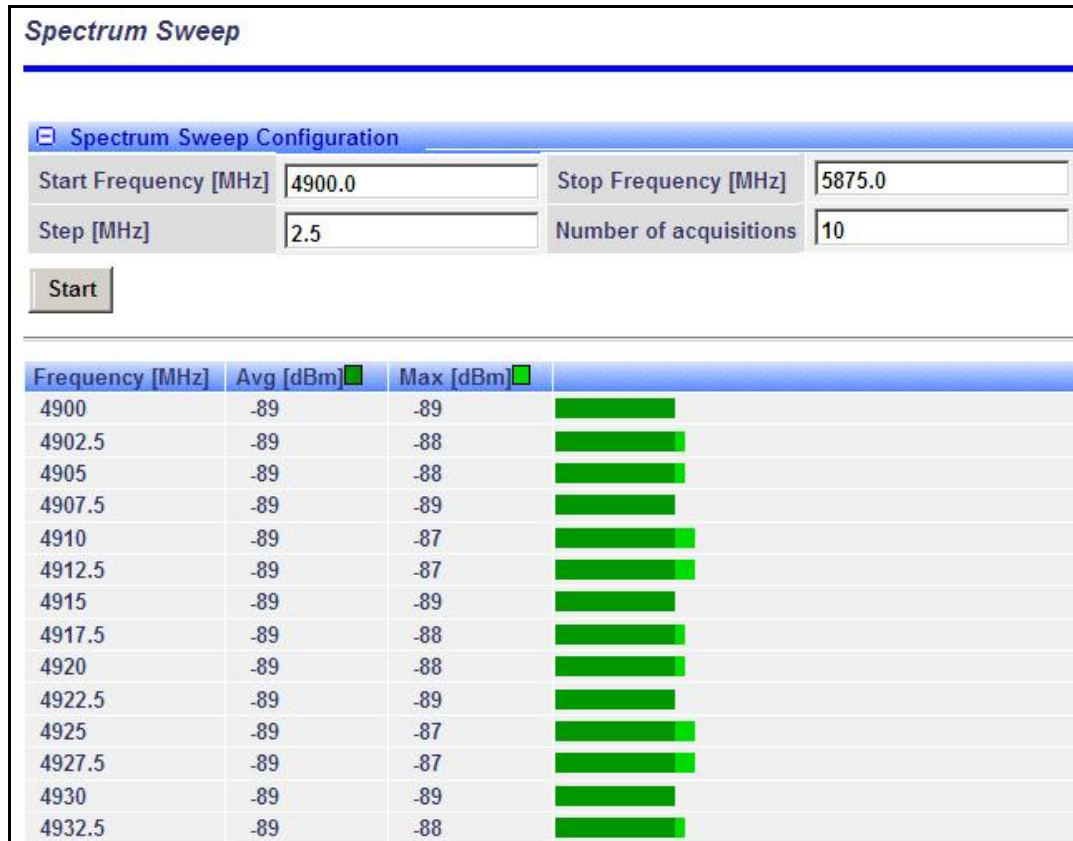 Spectrum Sweep
Spectrum Sweep Configuration
Start Frequency [MHz] 4900.0 Stop Frequency [MHz] 5875.0
Step [MHz] 2.5 Number of acquisitions 10
Start
Frequency [MHz] Avg [dBm] Max [dBm]
4900 -89 -89
4902.5 -89 -88
4905 -89 -88
4907.5 -89 -89
4910 -89 -87
4912.5 -89 -87
4915 -89 -89
4917.5 -89 -88
4920 -89 -88
4922.5 -89 -89
4925 -89 -87
4927.5 -89 -87
4930 -89 -89
4932.5 -89 -88